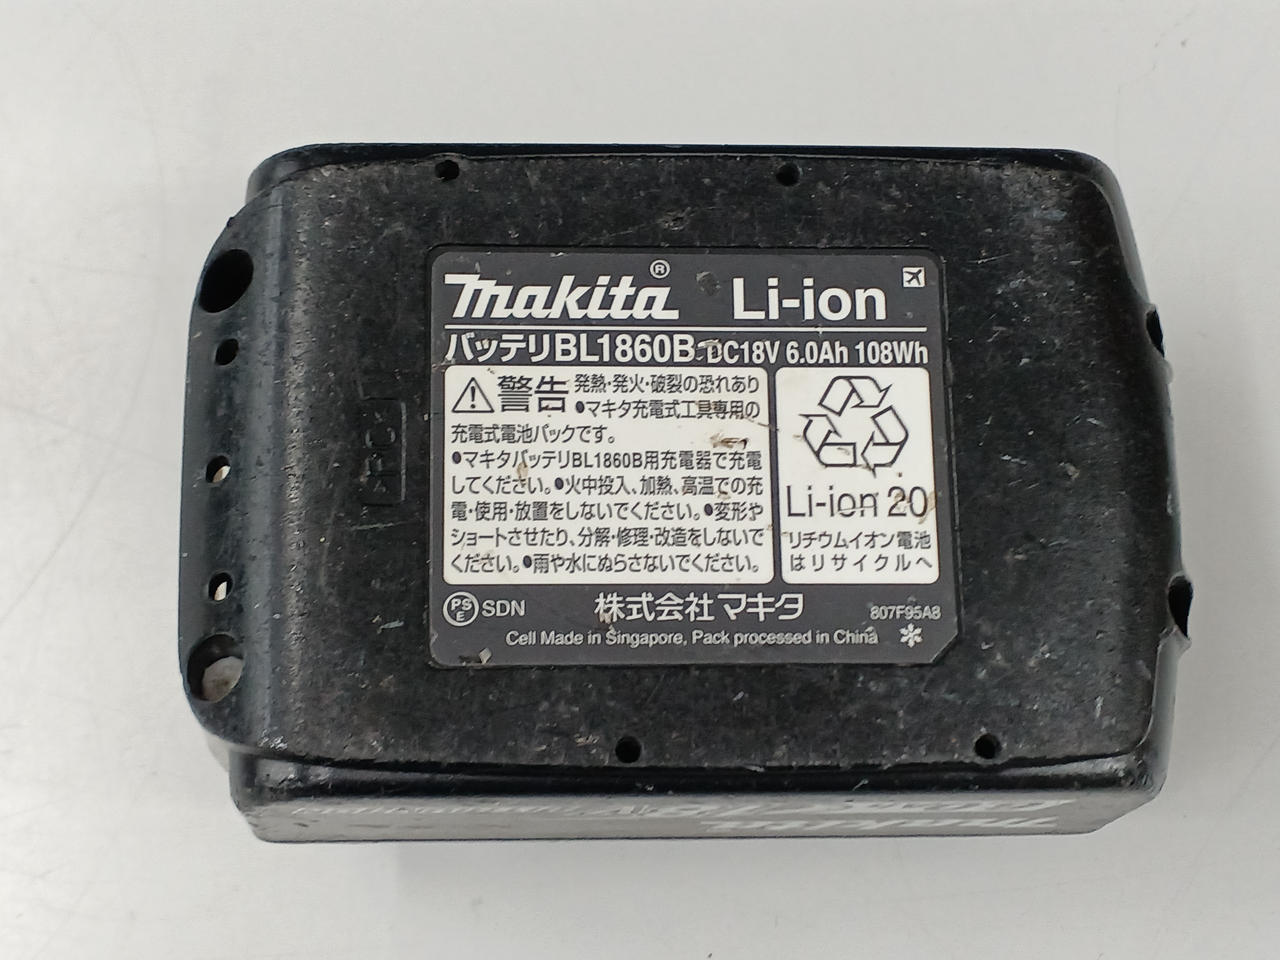 makita® Li-ion
バッテリBL1860B DC18V 6.0Ah 108Wh
警告 発熱・発火・破裂の恐れあり
●マキタ充電式工具専用の
充電式電池パックです。
●マキタバッテリBL1860B用充電器で充電
してください。●火中投入、加熱、高温での充
電・使用・放置をしないでください。●変形や
ショートさせたり、分解・修理・改造をしないで
ください。●雨や水にぬらさないでください。
Li-ion 20
リチウムイオン電池
はリサイクルへ
PSE SDN 株式会社マキタ 807F95A8
Cell Made in Singapore, Pack processed in China
>PC<
makita